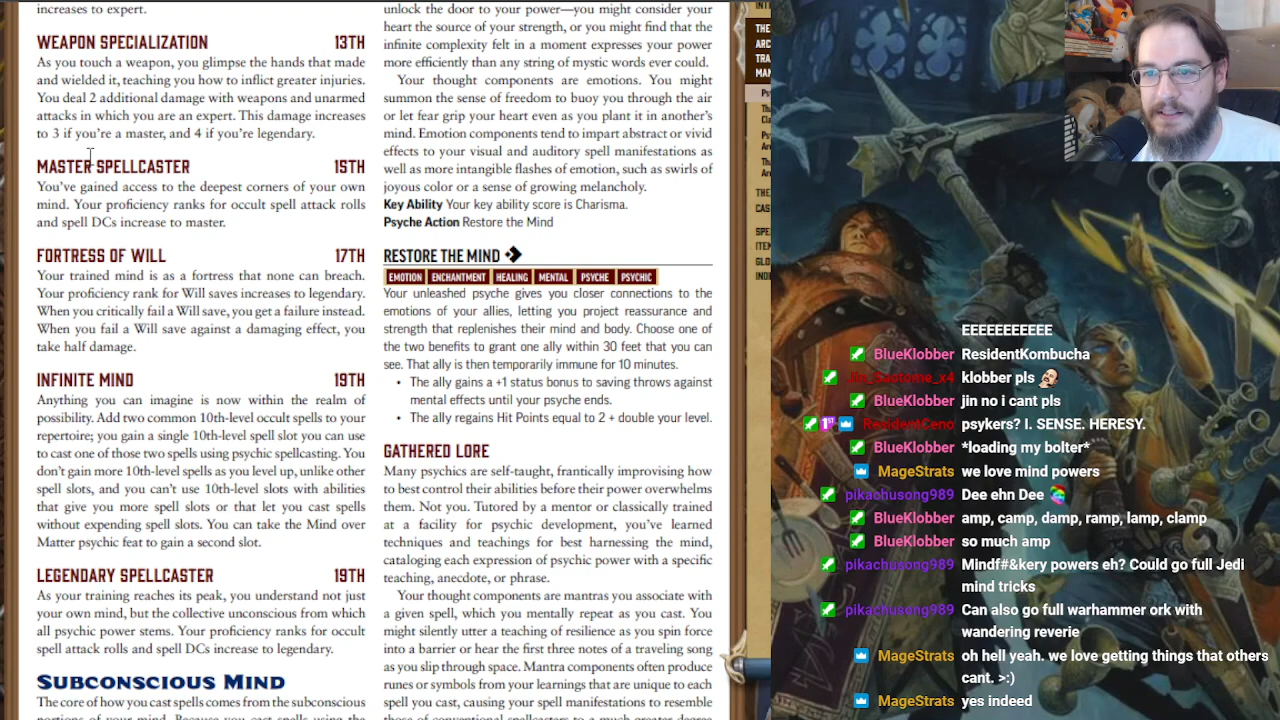 increases to expert.
WEAPON SPECIALIZATION 13TH
As you touch a weapon, you glimpse the hands that made
and wielded it, teaching you how to inflict greater injuries.
You deal 2 additional damage with weapons and unarmed
attacks in which you are an expert. This damage increases
to 3 if you're a master, and 4 if you're legendary.
MASTER SPELLCASTER 15TH
You've gained access to the deepest corners of your own
mind. Your proficiency ranks for occult spell attack rolls
and spell DCs increase to master.
FORTRESS OF WILL 17TH
Your trained mind is as a fortress that none can breach.
Your proficiency rank for Will saves increases to legendary.
When you critically fail a Will save, you get a failure instead.
When you fail a Will save against a damaging effect, you
take half damage.
INFINITE MIND 19TH
Anything you can imagine is now within the realm of
possibility. Add two common 10th-level occult spells to your
repertoire; you gain a single 10th-level spell slot you can use
to cast one of those two spells using psychic spellcasting. You
don't gain more 10th-level spells as you level up, unlike other
spell slots, and you can't use 10th-level slots with abilities
that give you more spell slots or that let you cast spells
without expending spell slots. You can take the Mind over
Matter psychic feat to gain a second slot.
LEGENDARY SPELLCASTER 19TH
As your training reaches its peak, you understand not just
your own mind, but the collective unconscious from which
all psychic power stems. Your proficiency ranks for occult
spell attack rolls and spell DCs increase to legendary.
SUBCONSCIOUS MIND
The core of how you cast spells comes from the subconscious
portions of your mind. Because you cast spells using the
unlock the door to your power—you might consider your
heart the source of your strength, or you might find that the
infinite complexity felt in a moment expresses your power
more efficiently than any string of mystic words ever could.
Your thought components are emotions. You might
summon the sense of freedom to buoy you through the air
or let fear grip your heart even as you plant it in another's
mind. Emotion components tend to impart abstract or vivid
effects to your visual and auditory spell manifestations as
well as more intangible flashes of emotion, such as swirls of
joyous color or a sense of growing melancholy.
Key Ability Your key ability score is Charisma.
Psyche Action Restore the Mind
RESTORE THE MIND
EMOTION ENCHANTMENT HEALING MENTAL PSYCHE PSYCHIC
Your unleashed psyche gives you closer connections to the
emotions of your allies, letting you project reassurance and
strength that replenishes their mind and body. Choose one of
the two benefits to grant one ally within 30 feet that you can
see. That ally is then temporarily immune for 10 minutes.
• The ally gains a +1 status bonus to saving throws against
mental effects until your psyche ends.
• The ally regains Hit Points equal to 2 + double your level.
GATHERED LORE
Many psychics are self-taught, frantically improvising how
to best control their abilities before their power overwhelms
them. Not you. Tutored by a mentor or classically trained
at a facility for psychic development, you've learned
techniques and teachings for best harnessing the mind,
cataloging each expression of psychic power with a specific
teaching, anecdote, or phrase.
Your thought components are mantras you associate with
a given spell, which you mentally repeat as you cast. You
might silently utter a teaching of resilience as you spin force
into a barrier or hear the first three notes of a traveling song
as you slip through space. Mantra components often produce
runes or symbols from your learnings that are unique to each
spell you cast, causing your spell manifestations to resemble
those of conventional spellcasters to a much greater degree
EEEEEEEEEEE
BlueKlobber ResidentKombucha
Jin_Saotome_x4 klobber pls
BlueKlobber jin no i cant pls
1ST ResidentCeno psykers? I. SENSE. HERESY.
BlueKlobber *loading my bolter*
MageStrats we love mind powers
pikachusong989 Dee ehn Dee
BlueKlobber amp, camp, damp, ramp, lamp, clamp
BlueKlobber so much amp
pikachusong989 Mindf#&kery powers eh? Could go full Jedi
mind tricks
pikachusong989 Can also go full warhammer ork with
wandering reverie
MageStrats oh hell yeah. we love getting things that others
cant. >:)
MageStrats yes indeed